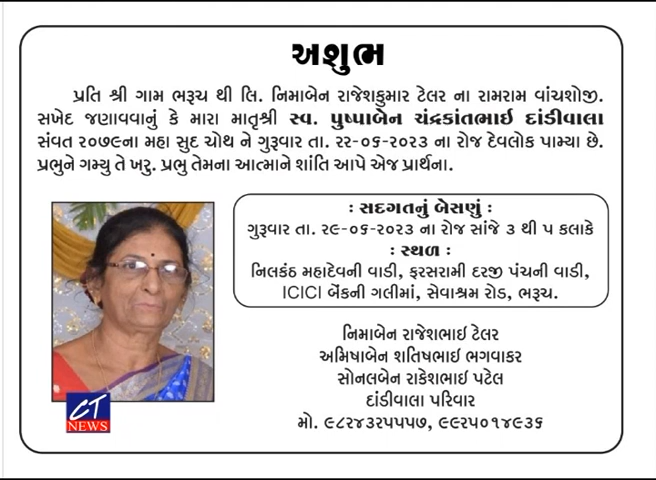 અશુભ
પ્રતિ શ્રી ગામ ભરૂચ થી લિ. નિમાબેન રાજેશકુમાર ટેલર ના રામરામ વાંચશોજી.
સખેદ જણાવવાનું કે મારા માતૃશ્રી સ્વ. પુષ્પાબેન ચંદ્રકાંતભાઈ દાંડીવાલા
સંવત ૨૦૭૯ના મહા સુદ ચોથ ને ગુરૂવાર તા. ૨૨-૦૬-૨૦૨૩ ના રોજ દેવલોક પામ્યા છે.
પ્રભુને ગમ્યુ તે ખરુ. પ્રભુ તેમના આત્માને શાંતિ આપે એજ પ્રાર્થના.
: સદગતનું બેસણું :
ગુરૂવાર તા. ૨૯-૦૬-૨૦૨૩ ના રોજ સાંજે ૩ થી ૫ કલાકે
: સ્થળ :
નિલકંઠ મહાદેવની વાડી, ફરસરામી દરજી પંચની વાડી,
ICICI બેંકની ગલીમાં, સેવાશ્રમ રોડ, ભરૂચ.
નિમાબેન રાજેશભાઈ ટેલર
અમિષાબેન શતિષભાઈ ભગવાકર
સોનલબેન રાકેશભાઈ પટેલ
દાંડીવાલા પરિવાર
મો. ૯૮૨૪૩૨૫૫૫૭, ૯૯૨૫૦૧૪૯૩૬
CT
NEWS